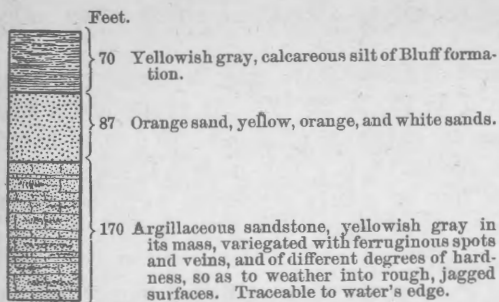 Feet.
70 Yellowish gray, calcareous silt of Bluff forma-
tion.
87 Orange sand, yellow, orange, and white sands.
170 Argillaceous sandstone, yellowish gray in
its mass, variegated with ferruginous spots
and veins, and of different degrees of hard-
ness, so as to weather into rough, jagged
surfaces. Traceable to water's edge.